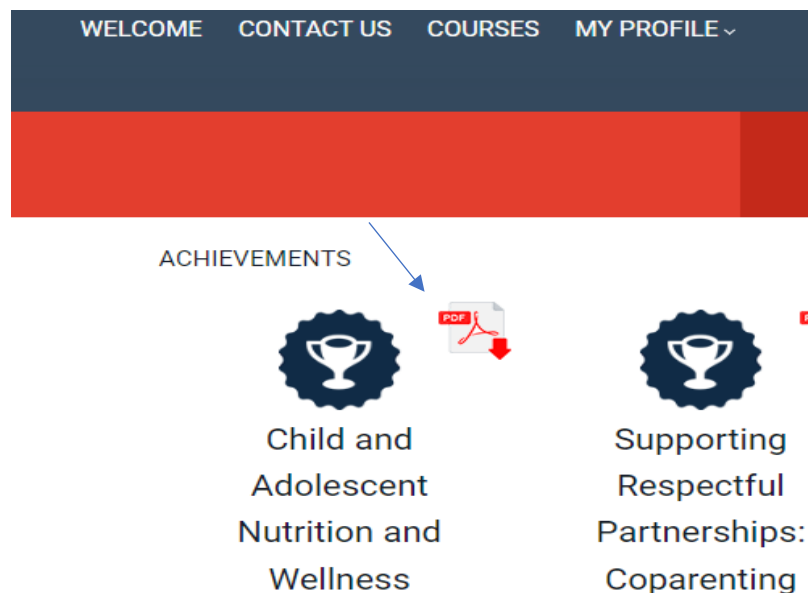 WELCOME CONTACT US COURSES MY PROFILE
ACHIEVEMENTS
PDF
Child and
Adolescent
Nutrition and
Wellness
Supporting
Respectful
Partnerships:
Coparenting